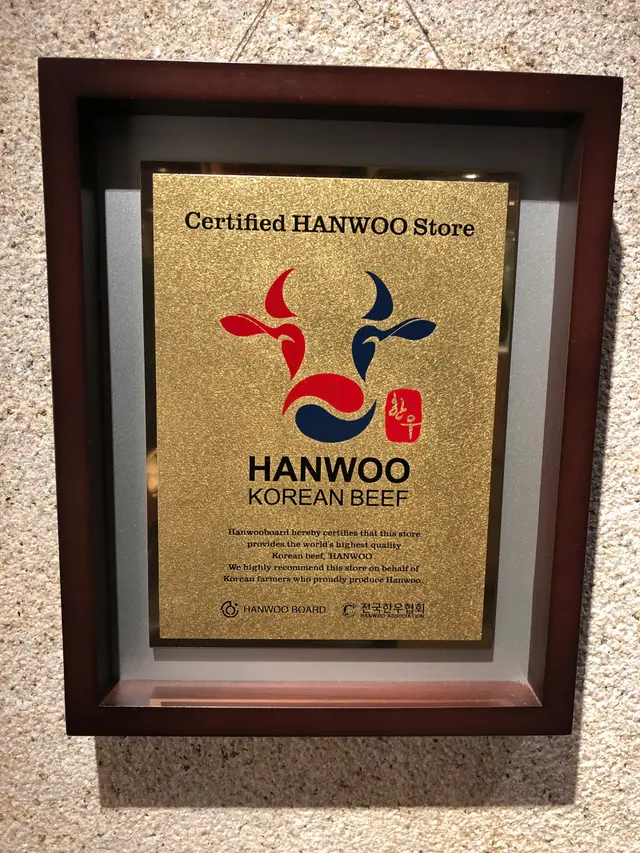 Certified HANWOO Store
한우
HANWOO
KOREAN BEEF
Hanwooboard hereby certifies that this store
provides the world's highest quality
Korean beef, 'HANWOO'
We highly recommend this store on behalf of
Korean farmers who proudly produce Hanwoo.
HANWOO BOARD 전국한우협회
HANWOO ASSOCIATION